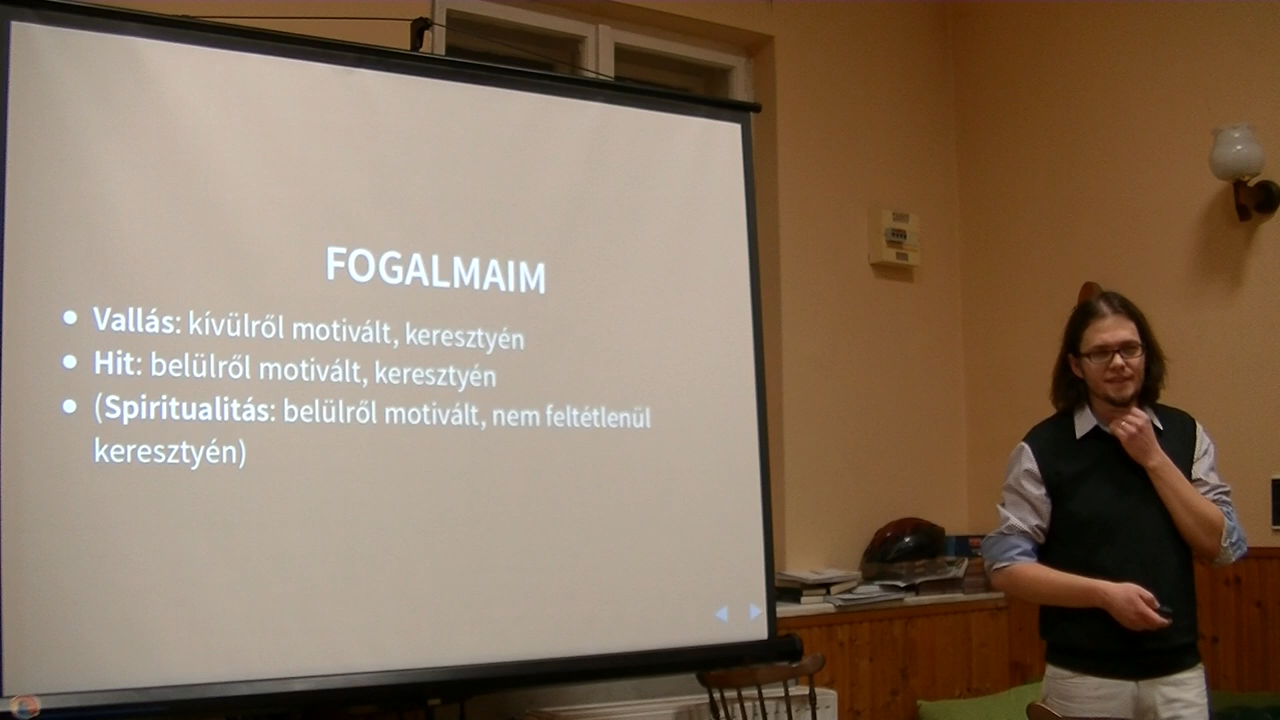 FOGALMAIM
• Vallás: kívülről motivált, keresztyén
• Hit: belülről motivált, keresztyén
• (Spiritualitás: belülről motivált, nem feltétlenül
keresztyén)